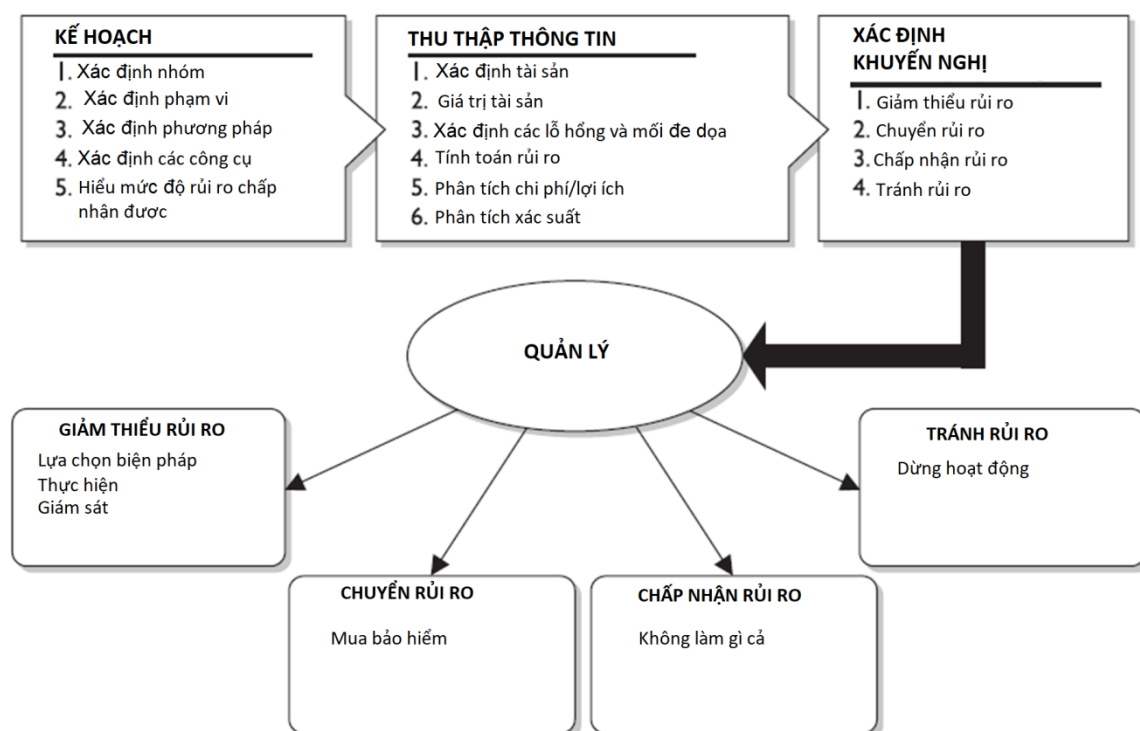 KẾ HOẠCH
1. Xác định nhóm
2. Xác định phạm vi
3. Xác định phương pháp
4. Xác định các công cụ
5. Hiểu mức độ rủi ro chấp
nhân đươc
THU THẬP THÔNG TIN
1. Xác định tài sản
2. Giá trị tài sản
3. Xác định các lỗ hổng và mối đe dọa
4. Tính toán rủi ro
5. Phân tích chi phí/lợi ích
6. Phân tích xác suất
XÁC ĐỊNH
KHUYẾN NGHỊ
1. Giảm thiểu rủi ro
2. Chuyển rủi ro
3. Chấp nhận rủi ro
4. Tránh rủi ro
QUẢN LÝ
GIẢM THIỂU RỦI RO
Lựa chọn biện pháp
Thực hiện
Giám sát
CHUYỂN RỦI RO
Mua bảo hiểm
CHẤP NHẬN RỦI RO
Không làm gì cả
TRÁNH RỦI RO
Dừng hoạt động